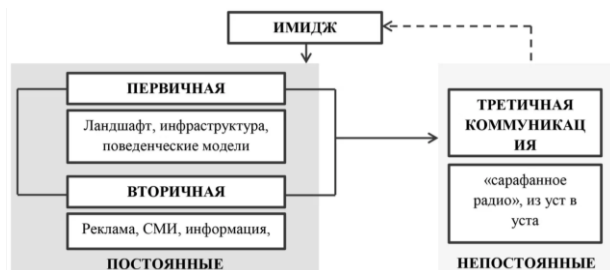 ИМИДЖ
ПЕРВИЧНАЯ
Ландшафт, инфраструктура,
поведенческие модели
ВТОРИЧНАЯ
Реклама, СМИ, информация,
ПОСТОЯННЫЕ
ТРЕТИЧНАЯ
КОММУНИКАЦ
ИЯ
«сарафанное
радио», из уст в
уста
НЕПОСТОЯННЫЕ